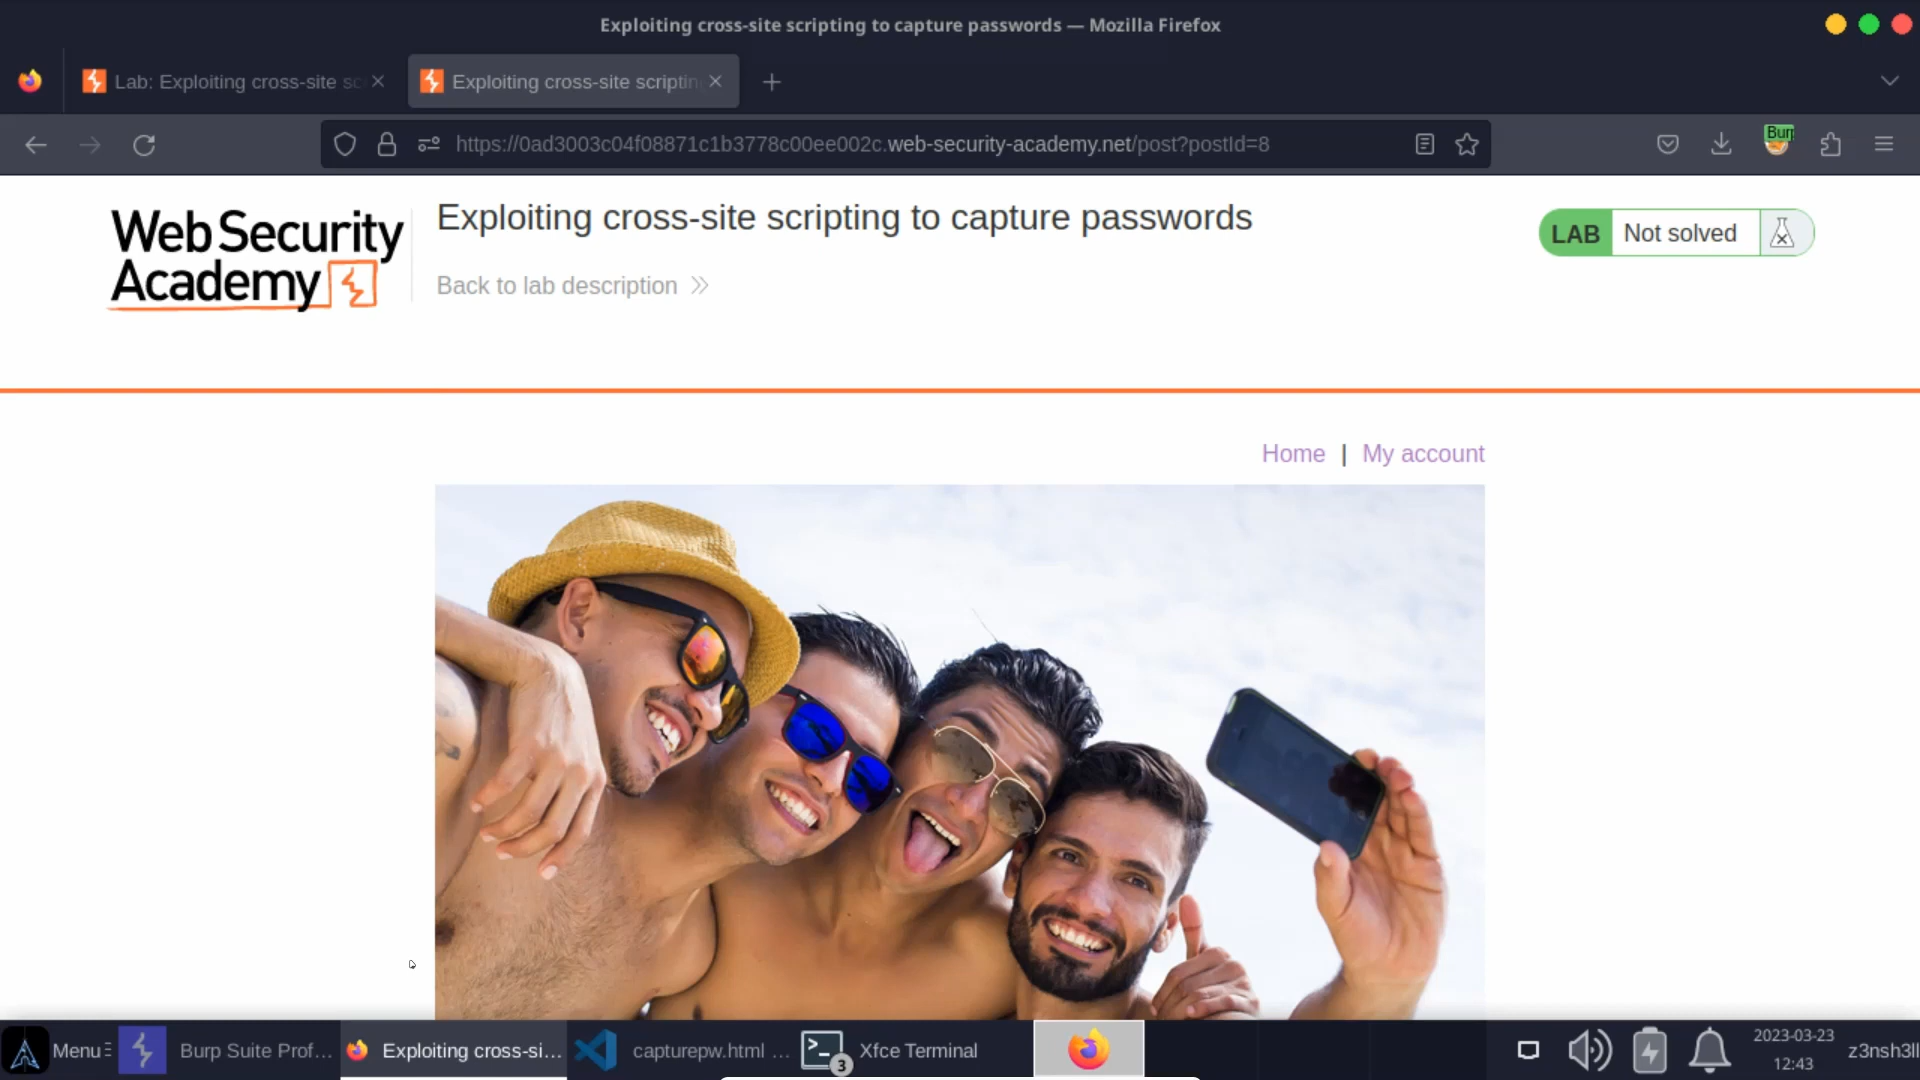 Exploiting cross-site scripting to capture passwords — Mozilla Firefox
Lab: Exploiting cross-site sc
Exploiting cross-site scriptin
https://0ad3003c04f08871c1b3778c00ee002c.web-security-academy.net/post?postId=8
Burp
Web Security
Academy
Exploiting cross-site scripting to capture passwords
Back to lab description
LAB Not solved
Home | My account
Menu
Burp Suite Prof...
Exploiting cross-si...
capturepw.html ...
3
Xfce Terminal
2023-03-23
12:43
z3nsh3ll